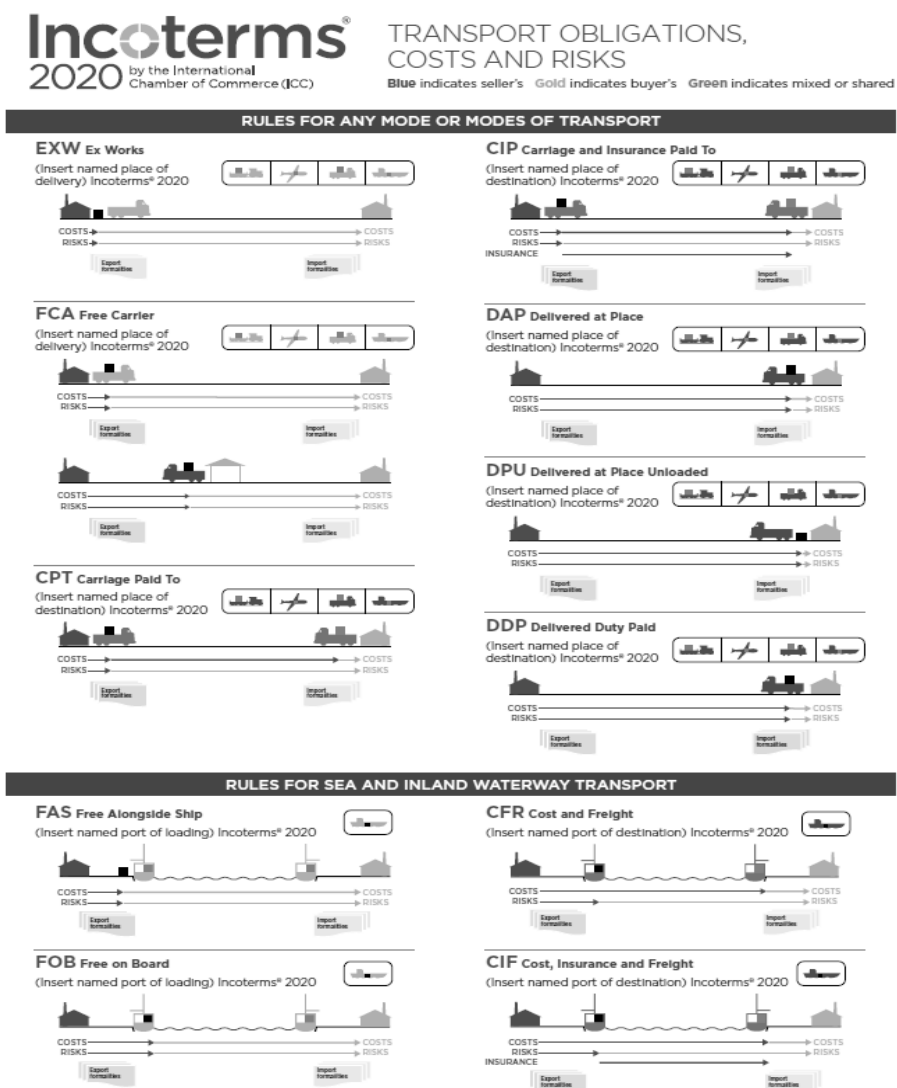 Incoterms®
2020 by the International
Chamber of Commerce (ICC)
TRANSPORT OBLIGATIONS,
COSTS AND RISKS
Blue indicates seller's Gold indicates buyer's Green indicates mixed or shared
RULES FOR ANY MODE OR MODES OF TRANSPORT
EXW Ex Works
(Insert named place of
delivery) Incoterms® 2020
COSTS COSTS
RISKS RISKS
Export
formalities
Import
formalities
FCA Free Carrier
(Insert named place of
delivery) Incoterms® 2020
COSTS COSTS
RISKS RISKS
Export
formalities
Import
formalities
COSTS COSTS
RISKS RISKS
Export
formalities
Import
formalities
CPT Carriage Paid To
(Insert named place of
destination) Incoterms® 2020
COSTS COSTS
RISKS RISKS
Export
formalities
Import
formalities
CIP Carriage and Insurance Paid To
(Insert named place of
destination) Incoterms® 2020
COSTS COSTS
RISKS RISKS
INSURANCE
Export
formalities
Import
formalities
DAP Delivered at Place
(Insert named place of
destination) Incoterms® 2020
COSTS COSTS
RISKS RISKS
Export
formalities
Import
formalities
DPU Delivered at Place Unloaded
(Insert named place of
destination) Incoterms® 2020
COSTS COSTS
RISKS RISKS
Export
formalities
Import
formalities
DDP Delivered Duty Paid
(Insert named place of
destination) Incoterms® 2020
COSTS COSTS
RISKS RISKS
Export
formalities
Import
formalities
RULES FOR SEA AND INLAND WATERWAY TRANSPORT
FAS Free Alongside Ship
(Insert named port of loading) Incoterms® 2020
COSTS COSTS
RISKS RISKS
Export
formalities
Import
formalities
FOB Free on Board
(Insert named port of loading) Incoterms® 2020
COSTS COSTS
RISKS RISKS
Export
formalities
Import
formalities
CFR Cost and Freight
(Insert named port of destination) Incoterms® 2020
COSTS COSTS
RISKS RISKS
Export
formalities
Import
formalities
CIF Cost, Insurance and Freight
(Insert named port of destination) Incoterms® 2020
COSTS COSTS
RISKS RISKS
INSURANCE
Export
formalities
Import
formalities